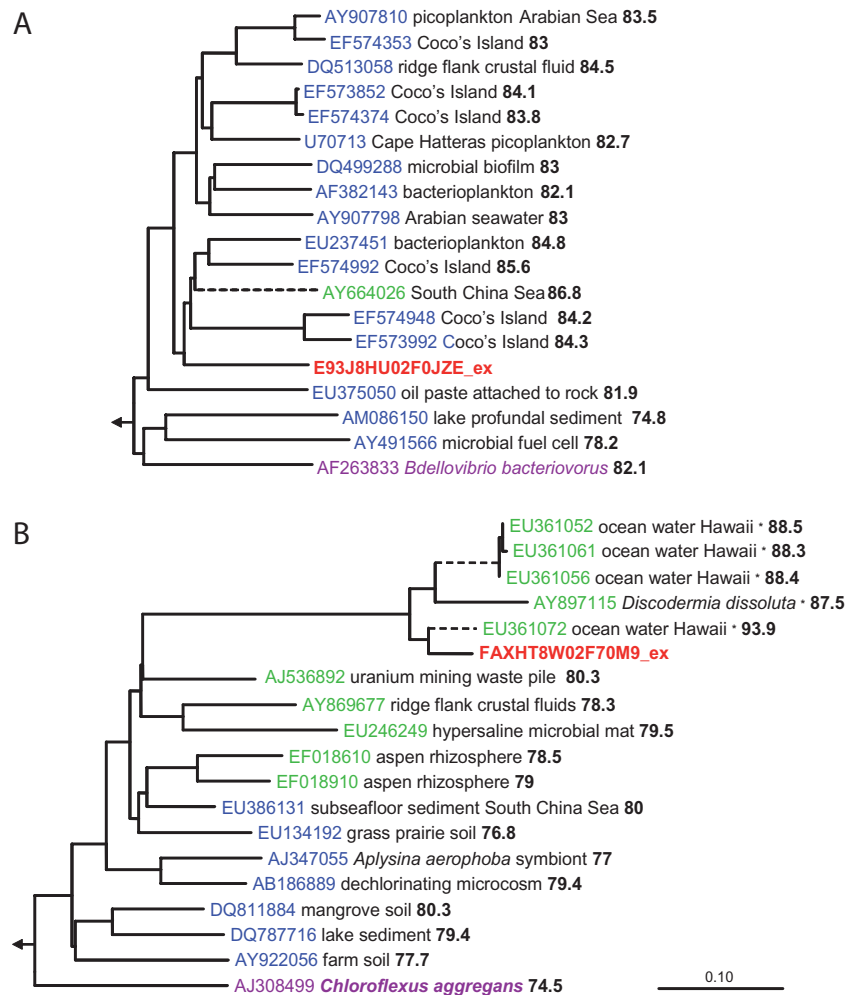 A
AY907810 picoplankton Arabian Sea 83.5
EF574353 Coco's Island 83
DQ513058 ridge flank crustal fluid 84.5
EF573852 Coco's Island 84.1
EF574374 Coco's Island 83.8
U70713 Cape Hatteras picoplankton 82.7
DQ499288 microbial biofilm 83
AF382143 bacterioplankton 82.1
AY907798 Arabian seawater 83
EU237451 bacterioplankton 84.8
EF574992 Coco's Island 85.6
AY664026 South China Sea 86.8
EF574948 Coco's Island 84.2
EF573992 Coco's Island 84.3
E93J8HU02F0JZE_ex
EU375050 oil paste attached to rock 81.9
AM086150 lake profundal sediment 74.8
AY491566 microbial fuel cell 78.2
AF263833 Bdellovibrio bacteriovorus 82.1
B
EU361052 ocean water Hawaii * 88.5
EU361061 ocean water Hawaii * 88.3
EU361056 ocean water Hawaii * 88.4
AY897115 Discodermia dissoluta * 87.5
EU361072 ocean water Hawaii * 93.9
FAXHT8W02F70M9_ex
AJ536892 uranium mining waste pile 80.3
AY869677 ridge flank crustal fluids 78.3
EU246249 hypersaline microbial mat 79.5
EF018610 aspen rhizosphere 78.5
EF018910 aspen rhizosphere 79
EU386131 subseafloor sediment South China Sea 80
EU134192 grass prairie soil 76.8
AJ347055 Aplysina aerophoba symbiont 77
AB186889 dechlorinating microcosm 79.4
DQ811884 mangrove soil 80.3
DQ787716 lake sediment 79.4
AY922056 farm soil 77.7
AJ308499 Chloroflexus aggregans 74.5
0.10